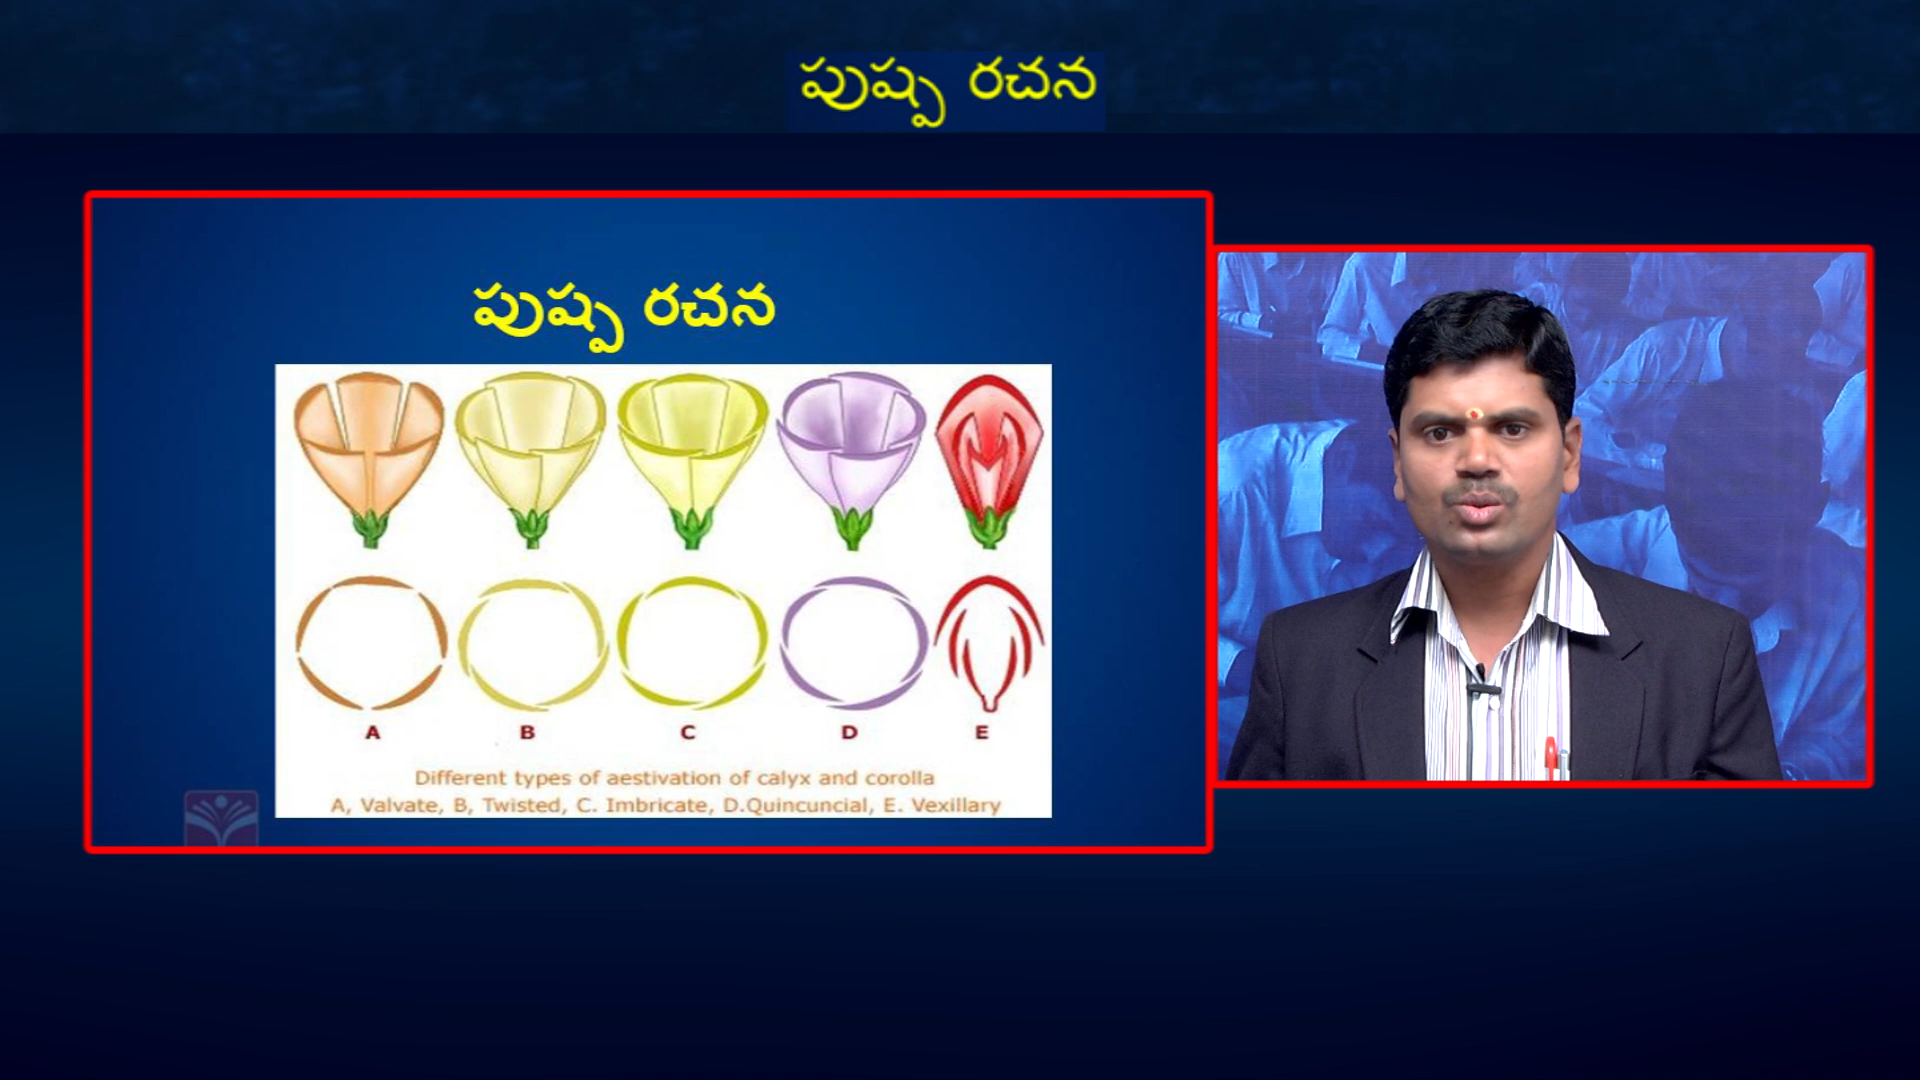 పుష్ప రచన
పుష్ప రచన
A B C D E
Different types of aestivation of calyx and corolla
A, Valvate, B, Twisted, C. Imbricate, D.Quincuncial, E. Vexillary